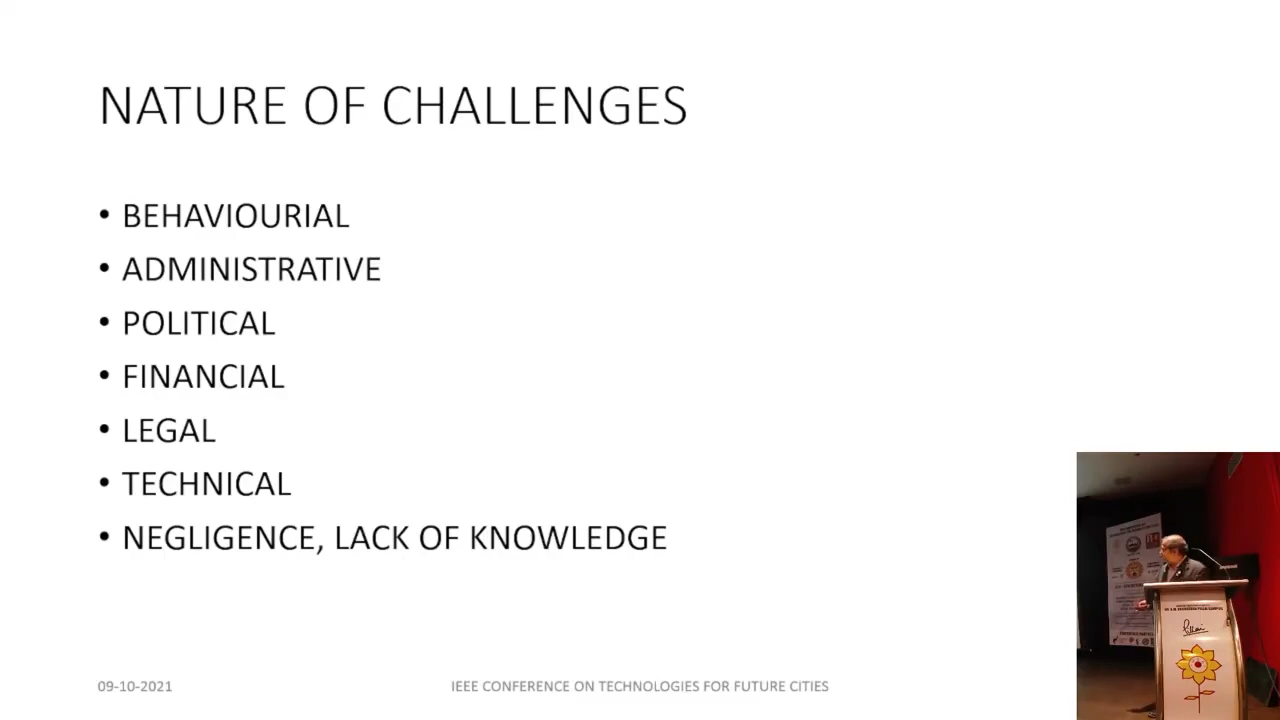 NATURE OF CHALLENGES
• BEHAVIOURIAL
• ADMINISTRATIVE
• POLITICAL
• FINANCIAL
• LEGAL
• TECHNICAL
• NEGLIGENCE, LACK OF KNOWLEDGE
09-10-2021
IEEE CONFERENCE ON TECHNOLOGIES FOR FUTURE CITIES